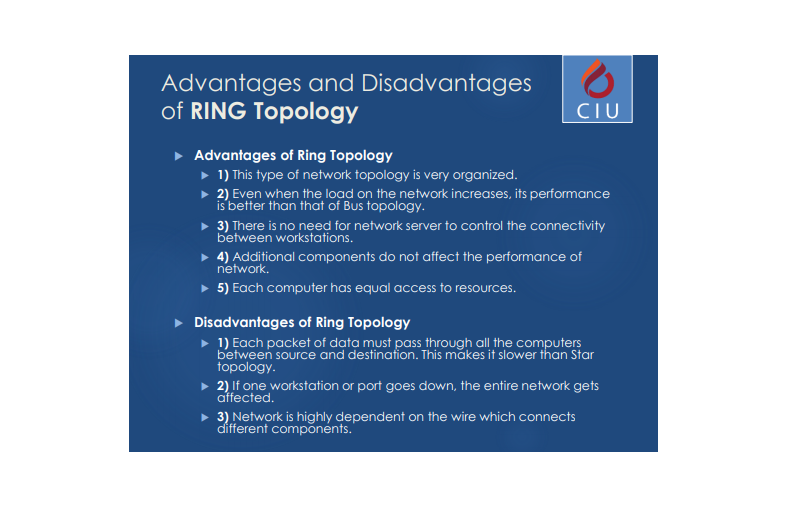 Advantages and Disadvantages
of RING Topology
CIU
Advantages of Ring Topology
1) This type of network topology is very organized.
2) Even when the load on the network increases, its performance
is better than that of Bus topology.
3) There is no need for network server to control the connectivity
between workstations.
4) Additional components do not affect the performance of
network.
5) Each computer has equal access to resources.
Disadvantages of Ring Topology
1) Each packet of data must pass through all the computers
between source and destination. This makes it slower than Star
topology.
2) If one workstation or port goes down, the entire network gets
affected.
3) Network is highly dependent on the wire which connects
different components.